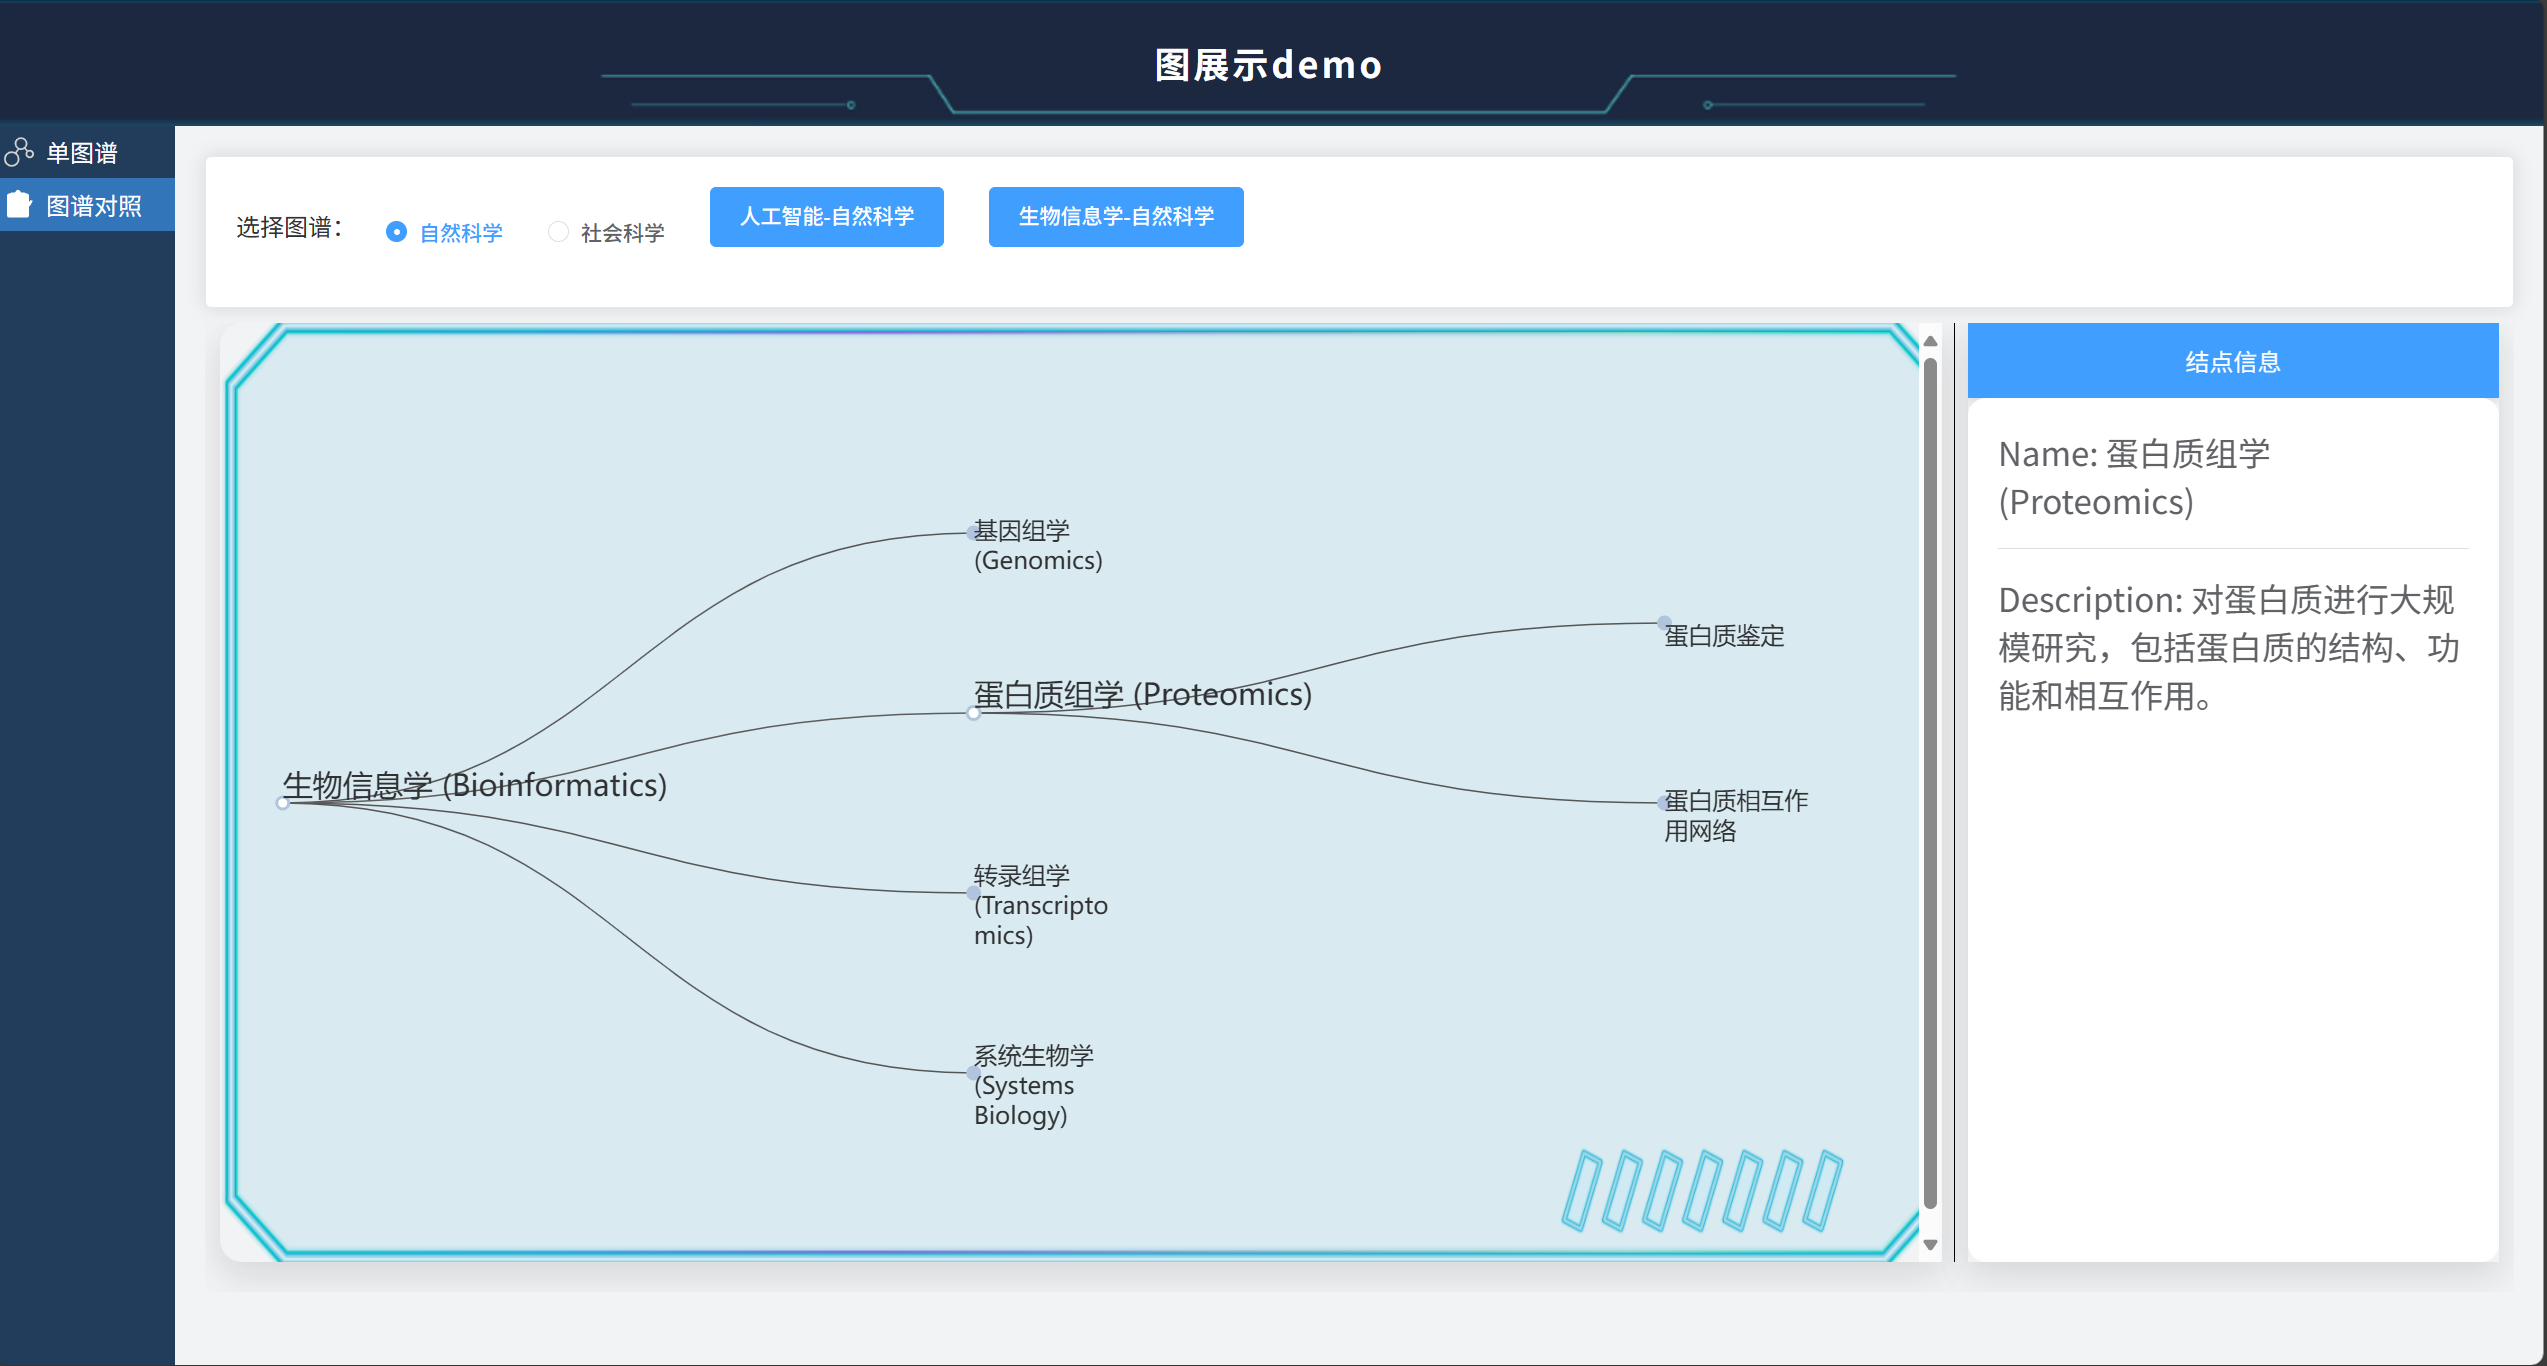 图展示demo
单图谱
图谱对照
选择图谱：
自然科学
社会科学
人工智能-自然科学
生物信息学-自然科学
基因组学
(Genomics)
蛋白质鉴定
蛋白质组学 (Proteomics)
生物信息学 (Bioinformatics)
蛋白质相互作
用网络
转录组学
(Transcripto
mics)
系统生物学
(Systems
Biology)
结点信息
Name: 蛋白质组学
(Proteomics)
Description: 对蛋白质进行大规
模研究，包括蛋白质的结构、功
能和相互作用。